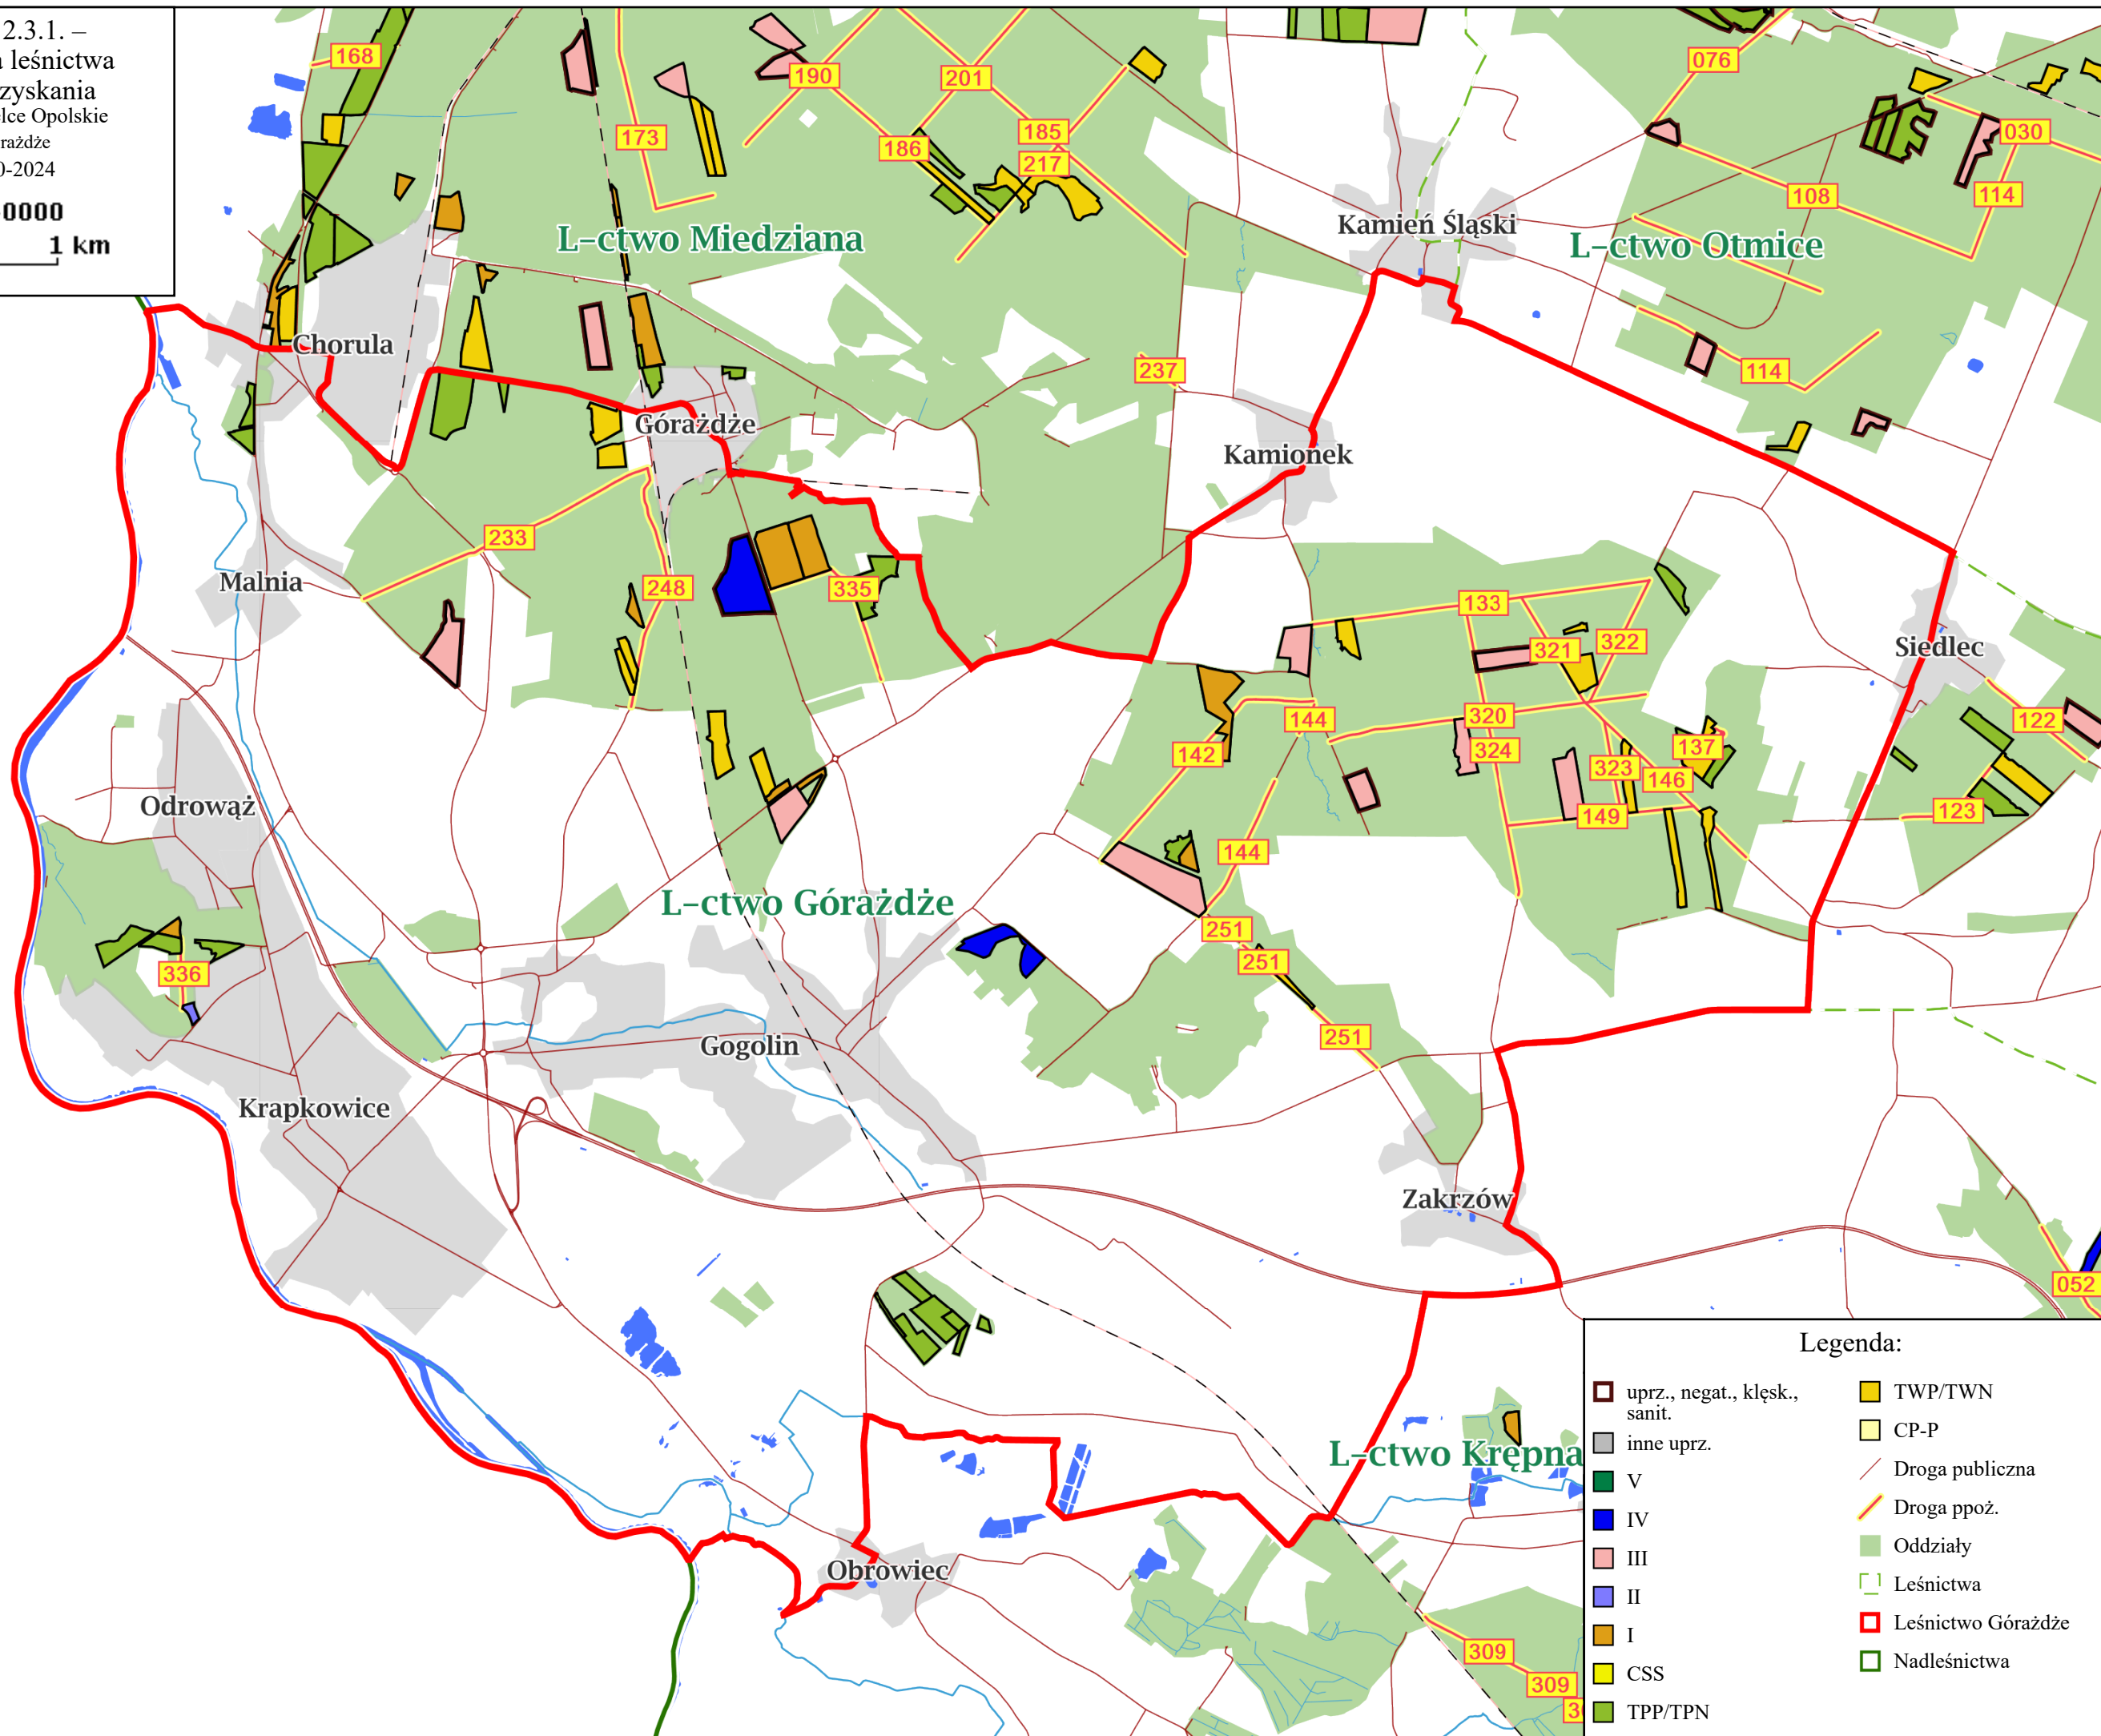 2.3.1. –
leśnictwa
zyskania
lce Opolskie
rażdże
0-2024
0000
1 km
168
173
190
201
185
186
217
076
030
108
114
L-ctwo Miedziana
Kamień Śląski
L-ctwo Otmice
Chorula
237
114
Górażdże
Kamionek
233
Malnia
248
335
133
321
322
Siedlec
142
144
320
324
323
146
137
122
123
149
Odrowąż
144
L-ctwo Górażdże
251
251
251
336
Gogolin
Krapkowice
Zakrzów
052
L-ctwo Krępna
Obrowiec
309
309
Legenda:
uprz., negat., klęsk.,
sanit.
inne uprz.
V
IV
III
II
I
CSS
TPP/TPN
TWP/TWN
CP-P
Droga publiczna
Droga ppoż.
Oddziały
Leśnictwa
Leśnictwo Górażdże
Nadleśnictwa